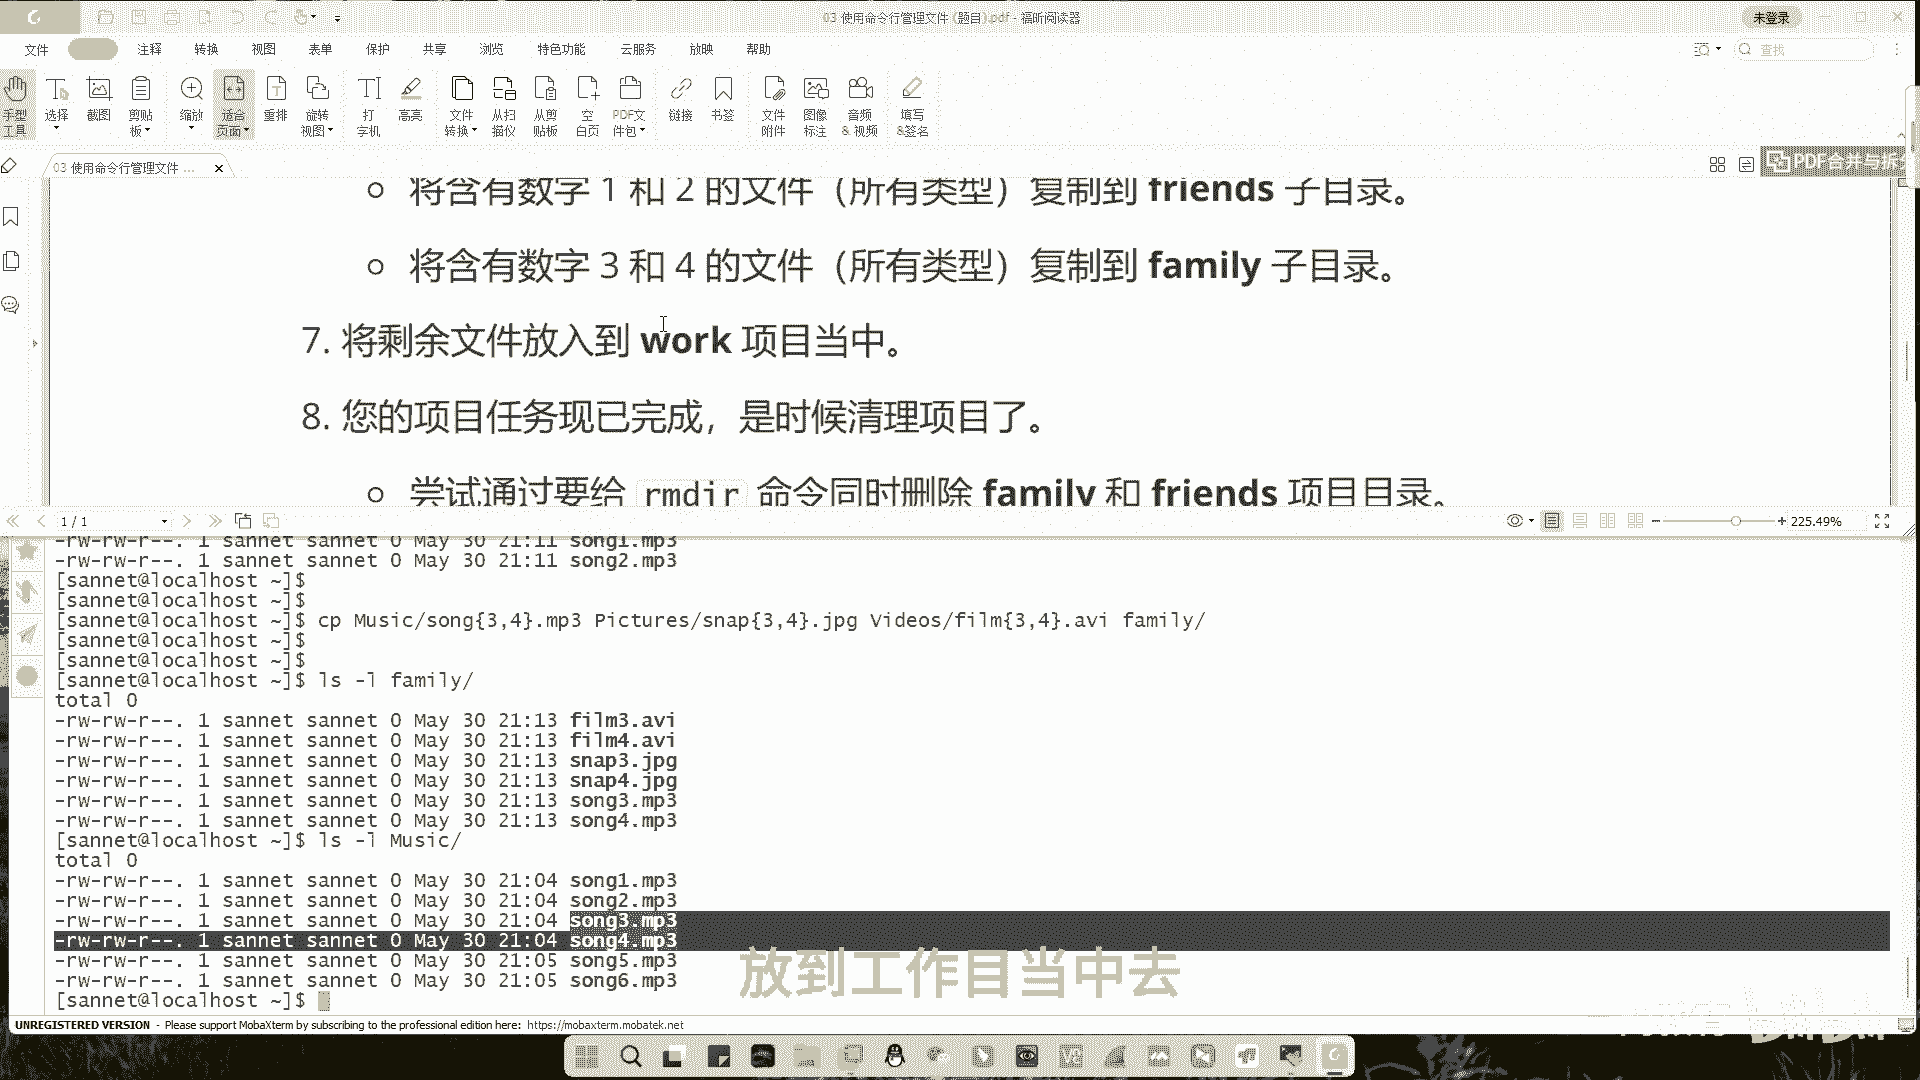 03 使用命令行管理文件 (题目).pdf - 福昕阅读器
未登录
文件 注释 转换 视图 表单 保护 共享 浏览 特色功能 云服务 放映 帮助
查找
手型工具 选择 截图 剪贴板 缩放 适合页面 重排 旋转视图 打字机 高亮 文件转换 从扫描仪 从剪贴板 空白页 PDF文件包 链接 书签 文件附件 图像标注 音频&视频 填写&签名
03 使用命令行管理文件 ...
PDF合并与拆分
○ 将含有数字 1 和 2 的文件（所有类型）复制到 friends 子目录。
○ 将含有数字 3 和 4 的文件（所有类型）复制到 family 子目录。
7. 将剩余文件放入到 work 项目当中。
8. 您的项目任务现已完成，是时候清理项目了。
○ 尝试通过要给 rmdir 命令同时删除 family 和 friends 项目目录。
1 / 1
225.49%
-rw-rw-r--. 1 sannet sannet 0 May 30 21:11 song1.mp3
-rw-rw-r--. 1 sannet sannet 0 May 30 21:11 song2.mp3
[sannet@localhost ~]$
[sannet@localhost ~]$
[sannet@localhost ~]$ cp Music/song{3,4}.mp3 Pictures/snap{3,4}.jpg Videos/film{3,4}.avi family/
[sannet@localhost ~]$
[sannet@localhost ~]$
[sannet@localhost ~]$ ls -l family/
total 0
-rw-rw-r--. 1 sannet sannet 0 May 30 21:13 film3.avi
-rw-rw-r--. 1 sannet sannet 0 May 30 21:13 film4.avi
-rw-rw-r--. 1 sannet sannet 0 May 30 21:13 snap3.jpg
-rw-rw-r--. 1 sannet sannet 0 May 30 21:13 snap4.jpg
-rw-rw-r--. 1 sannet sannet 0 May 30 21:13 song3.mp3
-rw-rw-r--. 1 sannet sannet 0 May 30 21:13 song4.mp3
[sannet@localhost ~]$ ls -l Music/
total 0
-rw-rw-r--. 1 sannet sannet 0 May 30 21:04 song1.mp3
-rw-rw-r--. 1 sannet sannet 0 May 30 21:04 song2.mp3
-rw-rw-r--. 1 sannet sannet 0 May 30 21:04 song3.mp3
-rw-rw-r--. 1 sannet sannet 0 May 30 21:04 song4.mp3
-rw-rw-r--. 1 sannet sannet 0 May 30 21:05 song5.mp3
-rw-rw-r--. 1 sannet sannet 0 May 30 21:05 song6.mp3
[sannet@localhost ~]$
放到工作目当中去
UNREGISTERED VERSION - Please support MobaXterm by subscribing to the professional edition here: https://mobaxterm.mobatek.net